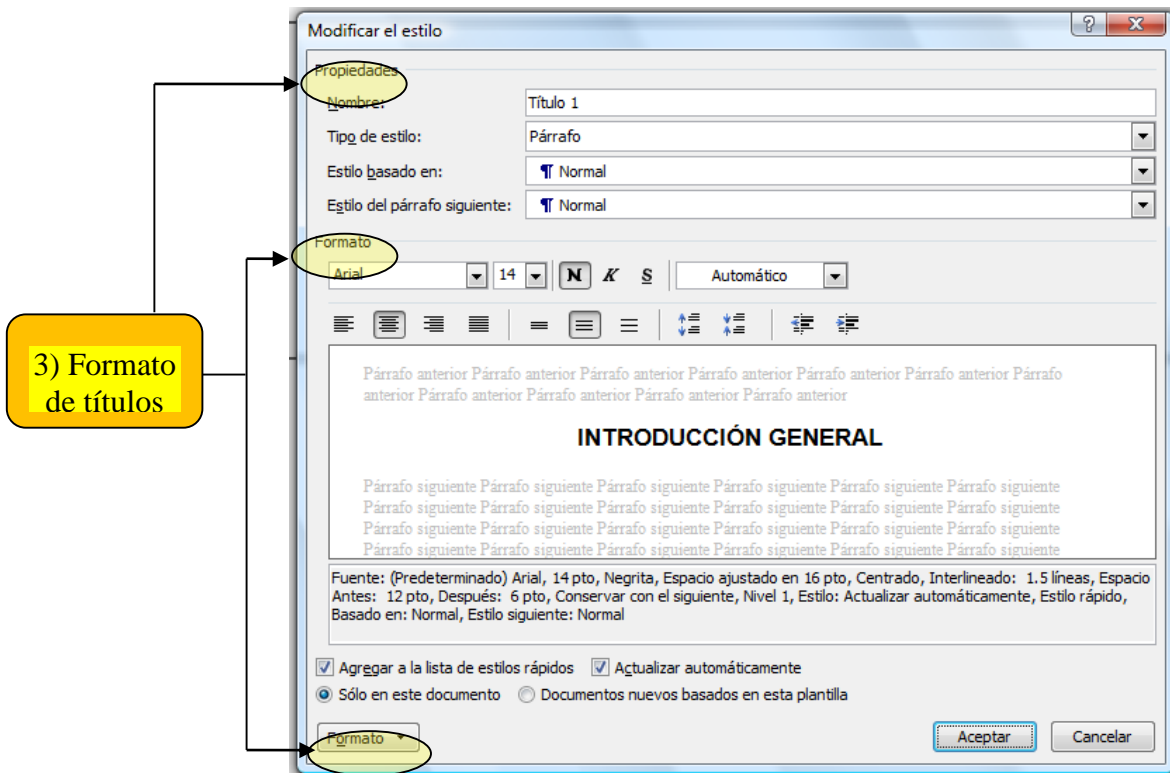 Modificar el estilo
Propiedades
Nombre: Título 1
Tipo de estilo: Párrafo
Estilo basado en: ¶ Normal
Estilo del párrafo siguiente: ¶ Normal
Formato
Arial 14 N K S Automático
3) Formato
de títulos
Párrafo anterior Párrafo anterior Párrafo anterior Párrafo anterior Párrafo anterior Párrafo anterior Párrafo
anterior Párrafo anterior Párrafo anterior Párrafo anterior Párrafo anterior
INTRODUCCIÓN GENERAL
Párrafo siguiente Párrafo siguiente Párrafo siguiente Párrafo siguiente Párrafo siguiente Párrafo siguiente
Párrafo siguiente Párrafo siguiente Párrafo siguiente Párrafo siguiente Párrafo siguiente Párrafo siguiente
Párrafo siguiente Párrafo siguiente Párrafo siguiente Párrafo siguiente Párrafo siguiente Párrafo siguiente
Párrafo siguiente Párrafo siguiente Párrafo siguiente Párrafo siguiente Párrafo siguiente Párrafo siguiente
Fuente: (Predeterminado) Arial, 14 pto, Negrita, Espacio ajustado en 16 pto, Centrado, Interlineado: 1.5 líneas, Espacio
Antes: 12 pto, Después: 6 pto, Conservar con el siguiente, Nivel 1, Estilo: Actualizar automáticamente, Estilo rápido,
Basado en: Normal, Estilo siguiente: Normal
Agregar a la lista de estilos rápidos Actualizar automáticamente
Sólo en este documento Documentos nuevos basados en esta plantilla
Formato Aceptar Cancelar